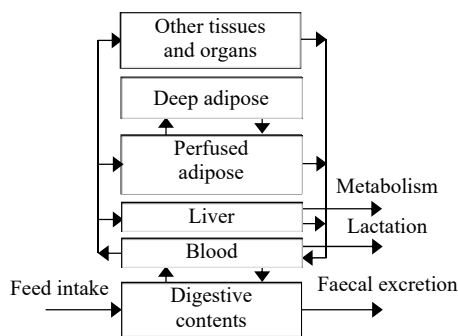 Other tissues
and organs
Deep adipose
Perfused
adipose
Metabolism
Liver
Lactation
Blood
Feed intake
Faecal excretion
Digestive
contents